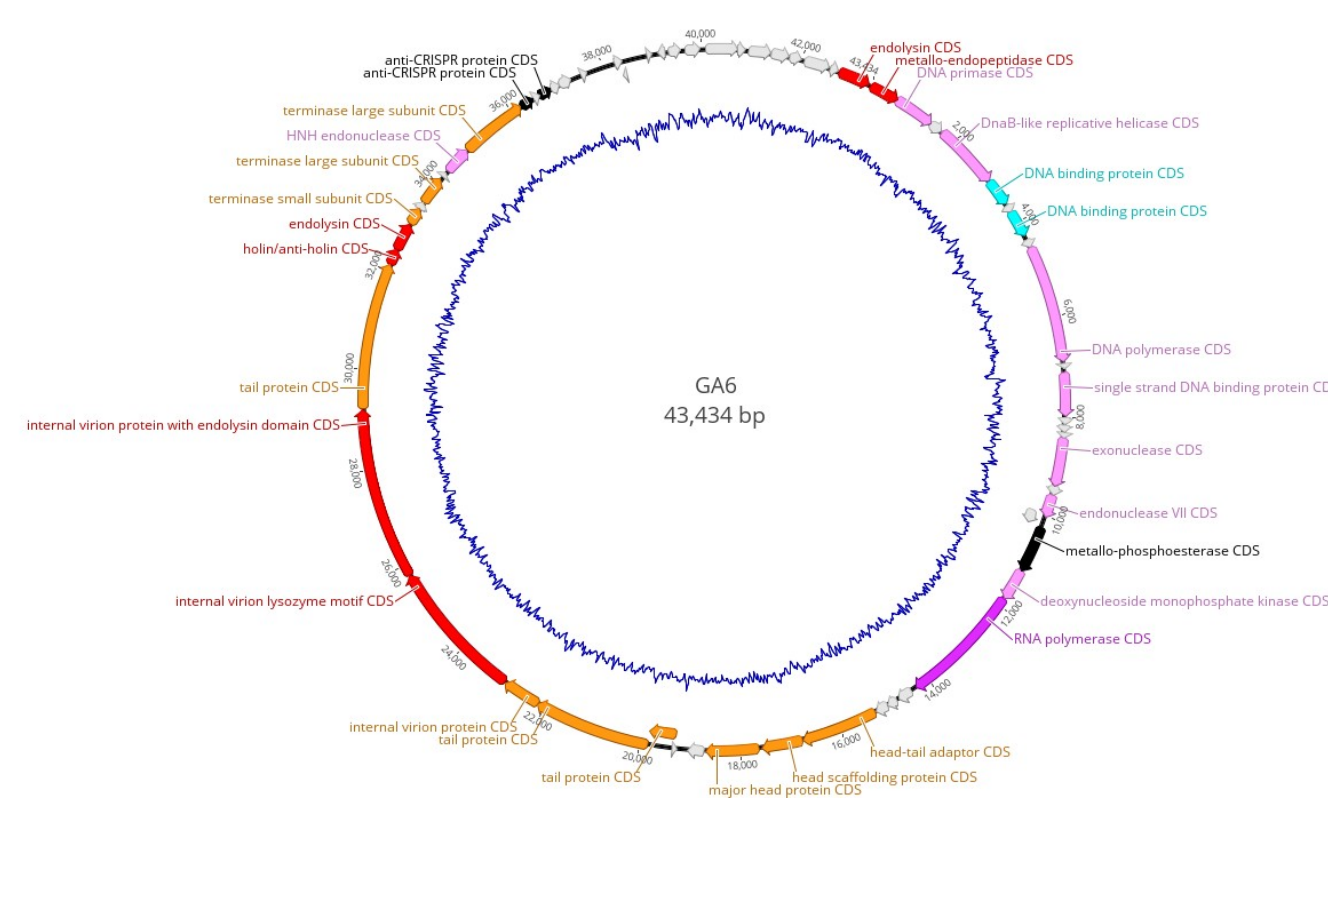 40,000
38,000
42,000
endolysin CDS
43,434
metallo-endopeptidase CDS
anti-CRISPR protein CDS
anti-CRISPR protein CDS
DNA primase CDS
36,000
terminase large subunit CDS
DnaB-like replicative helicase CDS
2,000
HNH endonuclease CDS
terminase large subunit CDS
34,000
DNA binding protein CDS
terminase small subunit CDS
DNA binding protein CDS
4,000
endolysin CDS
holin/anti-holin CDS
32,000
6,000
DNA polymerase CDS
30,000
tail protein CDS
GA6
43,434 bp
single strand DNA binding protein CD
8,000
internal virion protein with endolysin domain CDS
exonuclease CDS
28,000
endonuclease VII CDS
10,000
metallo-phosphoesterase CDS
26,000
internal virion lysozyme motif CDS
deoxynucleoside monophosphate kinase CDS
12,000
RNA polymerase CDS
24,000
14,000
internal virion protein CDS
22,000
tail protein CDS
16,000
head-tail adaptor CDS
20,000
18,000
tail protein CDS
head scaffolding protein CDS
major head protein CDS